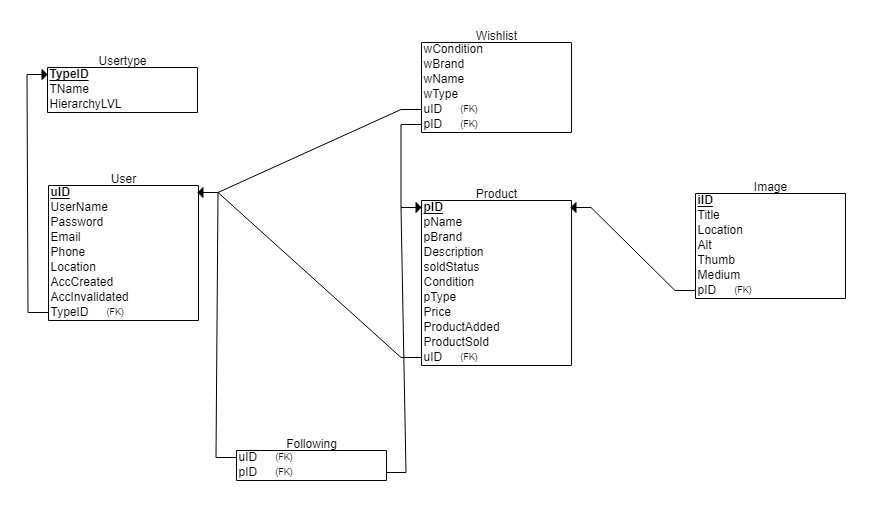 Usertype
TypeID
TName
HierarchyLVL
User
uID
UserName
Password
Email
Phone
Location
AccCreated
AccInvalidated
TypeID (FK)
Wishlist
wCondition
wBrand
wName
wType
uID (FK)
pID (FK)
Product
pID
pName
pBrand
Description
soldStatus
Condition
pType
Price
ProductAdded
ProductSold
uID (FK)
Image
iID
Title
Location
Alt
Thumb
Medium
pID (FK)
Following
uID (FK)
pID (FK)